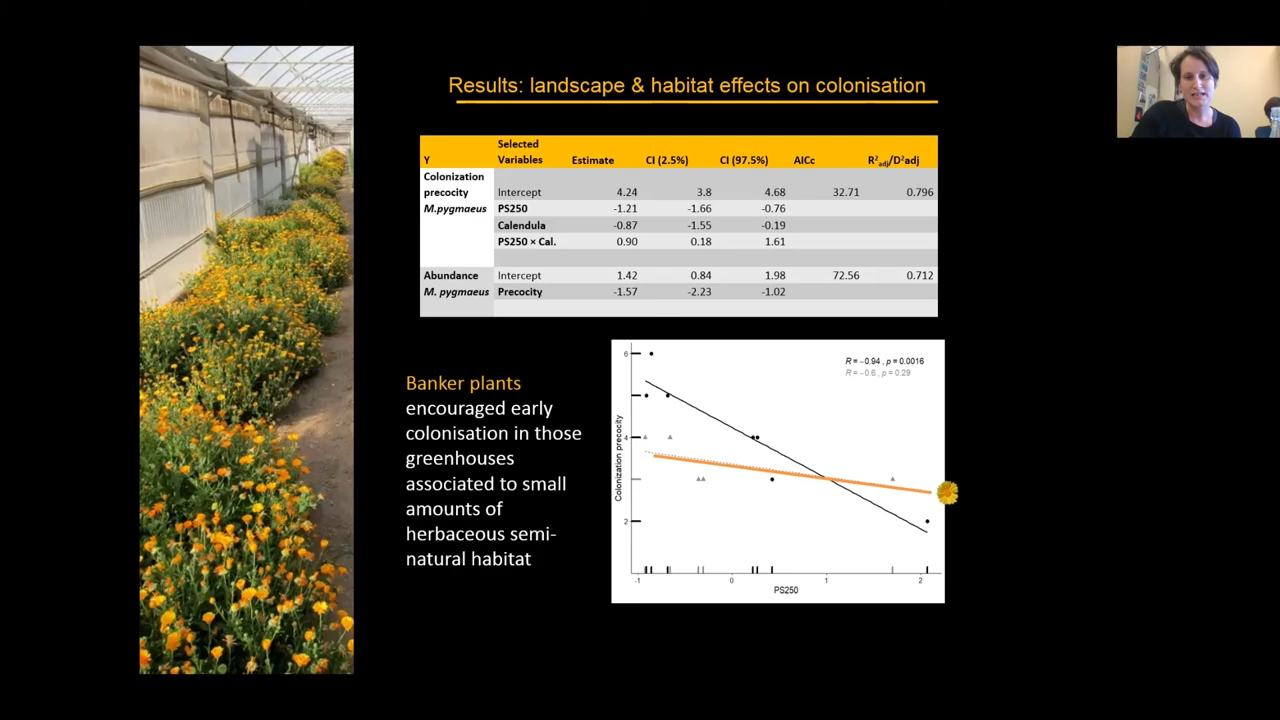 Results: landscape & habitat effects on colonisation
Y Selected Variables Estimate CI (2.5%) CI (97.5%) AICc R²adj/D²adj
Colonization precocity Intercept 4.24 3.8 4.68 32.71 0.796
M.pygmaeus PS250 -1.21 -1.66 -0.76
Calendula -0.87 -1.55 -0.19
PS250 × Cal. 0.90 0.18 1.61
Abundance Intercept 1.42 0.84 1.98 72.56 0.712
M. pygmaeus Precocity -1.57 -2.23 -1.02
Banker plants
encouraged early
colonisation in those
greenhouses
associated to small
amounts of
herbaceous semi-
natural habitat
R = −0.94 , p = 0.0016
R = −0.6 , p = 0.29
Colonization precocity
6
4
2
-1 0 1 2
PS250